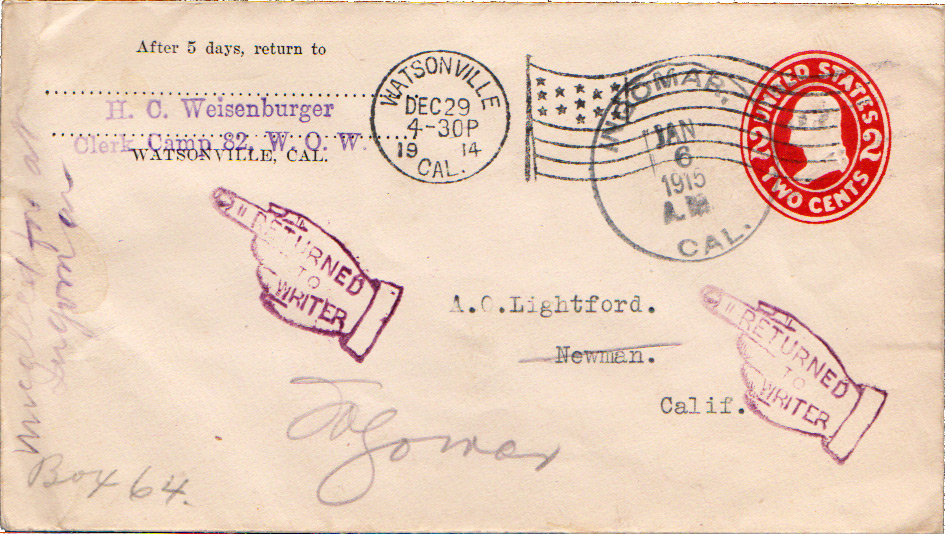 After 5 days, return to
H. C. Weisenburger
Clerk Camp 82, W. O. W.
WATSONVILLE, CAL.
WATSONVILLE
DEC 29
4-30P
19 14
CAL.
INGOMAR,
JAN
6
1915
A.M.
CAL.
UNITED STATES
2 2
TWO CENTS
RETURNED
TO
WRITER
A.O.Lightford.
Newman.
Calif.
RETURNED
TO
WRITER
Ingomar
Box 64.